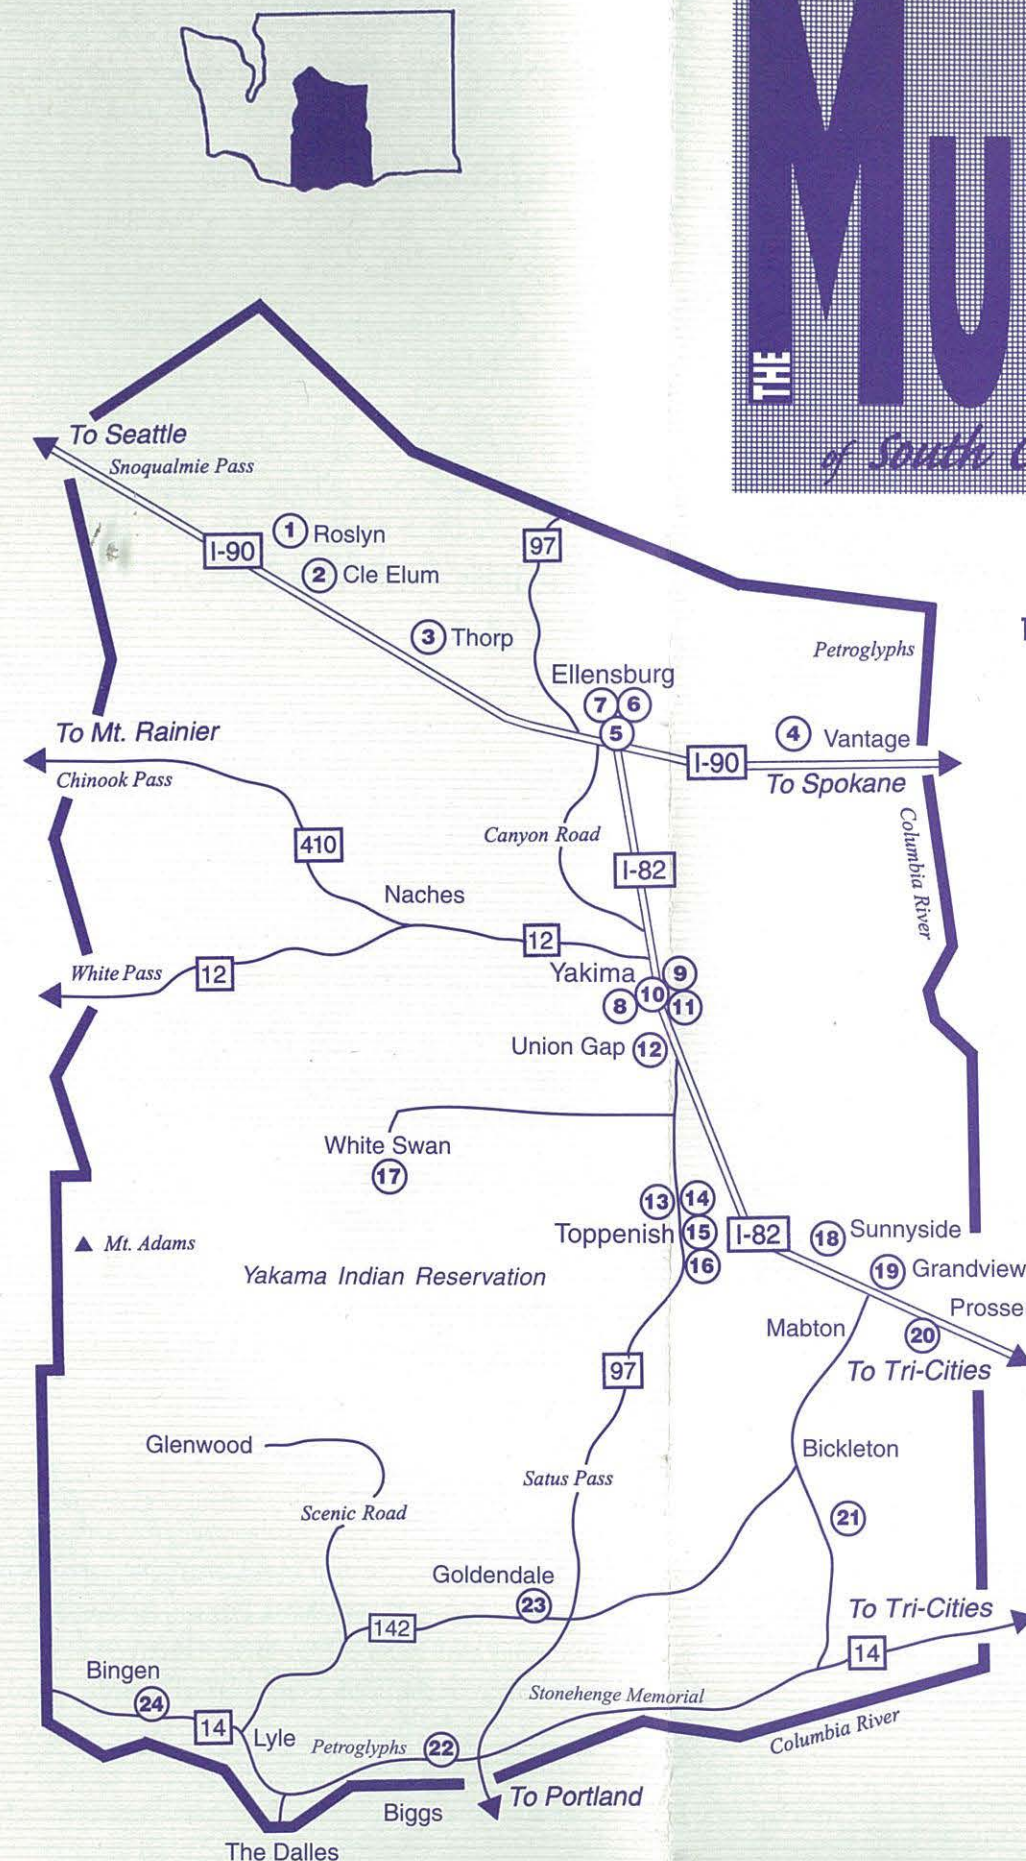 THE
MU
of South C
To Seattle
Snoqualmie Pass
I-90
1 Roslyn
97
2 Cle Elum
3 Thorp
Petroglyphs
Ellensburg
7 6
5
To Mt. Rainier
4 Vantage
I-90
To Spokane
Chinook Pass
Columbia River
Canyon Road
410
I-82
Naches
12
White Pass
12
Yakima
9
8
10
11
Union Gap 12
White Swan
17
13 14
Toppenish 15
16
I-82
18 Sunnyside
Mt. Adams
Yakama Indian Reservation
19 Grandview
Prosse
Mabton
20
To Tri-Cities
97
Glenwood
Bickleton
Satus Pass
Scenic Road
21
Goldendale
23
142
To Tri-Cities
14
Bingen
24
Stonehenge Memorial
14
Lyle
Petroglyphs
22
Columbia River
To Portland
Biggs
The Dalles